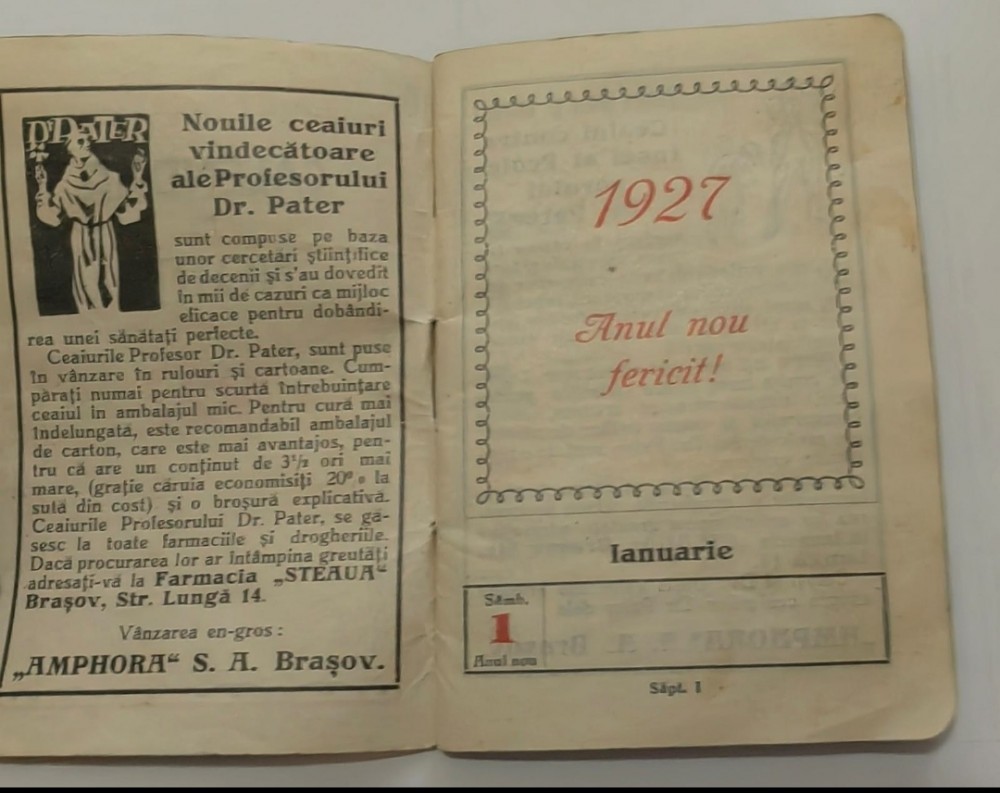 Dr PATER
Nouile ceaiuri
vindecătoare
ale Profesorului
Dr. Pater
sunt compuse pe baza
unor cercetări științifice
de decenii și s'au dovedit
în mii de cazuri ca mijloc
eficace pentru dobândi-
rea unei sănătați perfecte.
Ceaiurile Profesor Dr. Pater, sunt puse
în vânzare în rulouri și cartoane. Cum-
părați numai pentru scurtă întrebuințare
ceaiul in ambalajul mic. Pentru cură mai
îndelungată, este recomandabil ambalajul
de carton, care este mai avantajos, pen-
tru că are un conținut de 3½ ori mai
mare, (grație căruia economisiți 20% la
sută din cost) și o broșură explicativă.
Ceaiurile Profesorului Dr. Pater, se gă-
sesc la toate farmaciile și drogheriile.
Dacă procurarea lor ar întâmpina greutăți
adresați-vă la Farmacia „STEAUA"
Brașov, Str. Lungă 14.
Vânzarea en-gros :
„AMPHORA" S. A. Brașov.
1927
Anul nou
fericit!
Ianuarie
Sâmb.
1
Anul nou
Săpt. 1